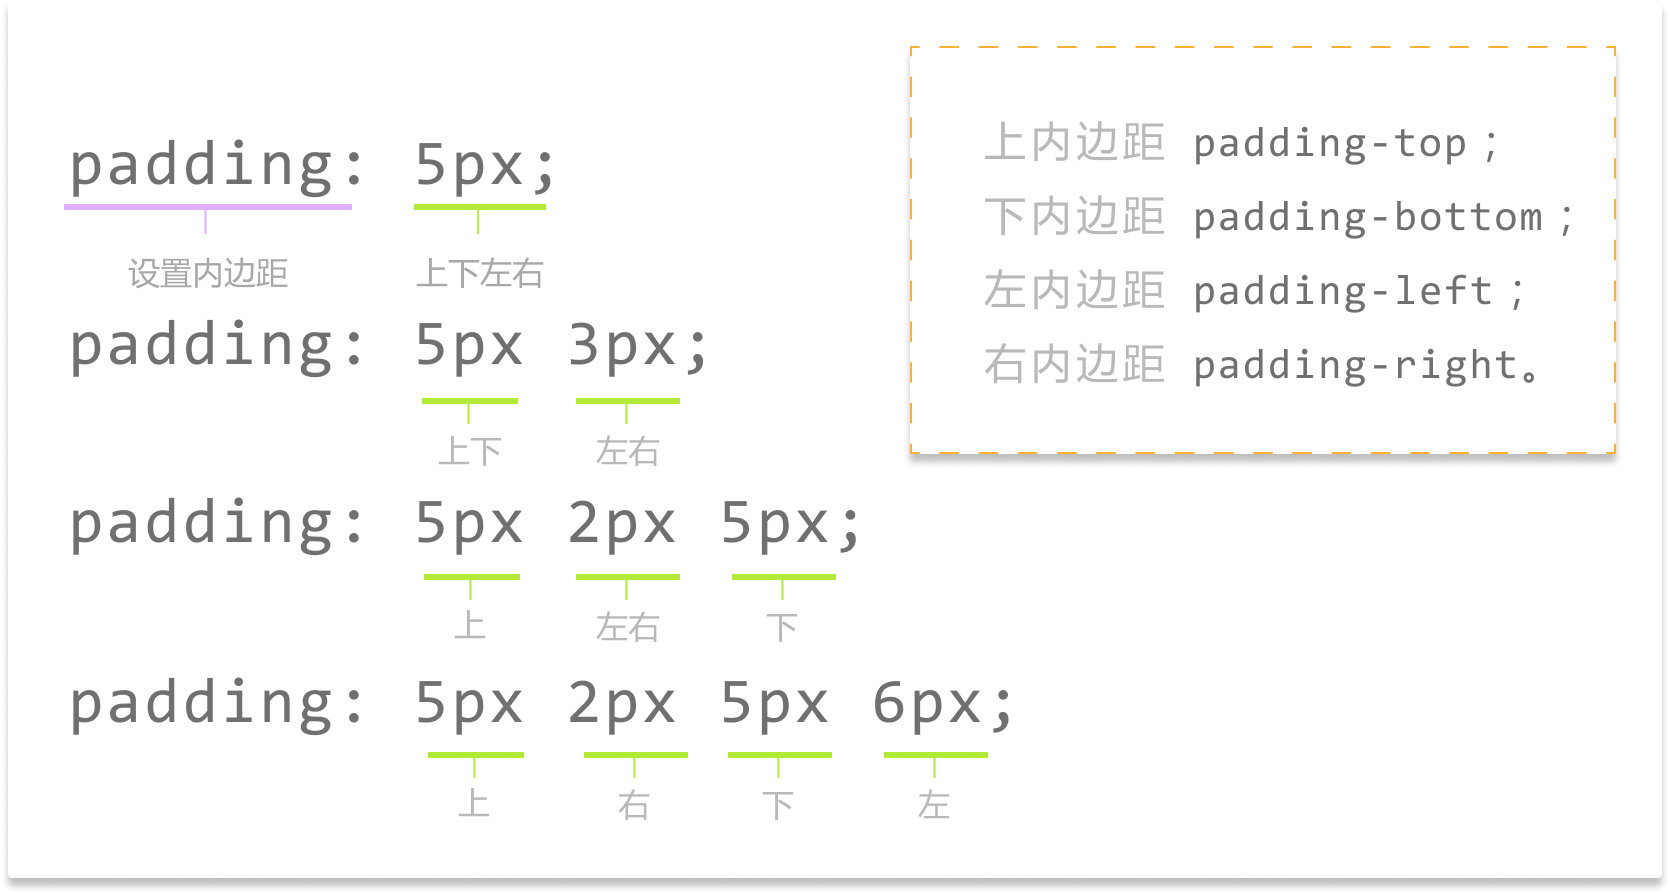 padding: 5px;
设置内边距 上下左右
padding: 5px 3px;
上下 左右
padding: 5px 2px 5px;
上 左右 下
padding: 5px 2px 5px 6px;
上 右 下 左
上内边距 padding-top；
下内边距 padding-bottom；
左内边距 padding-left；
右内边距 padding-right。